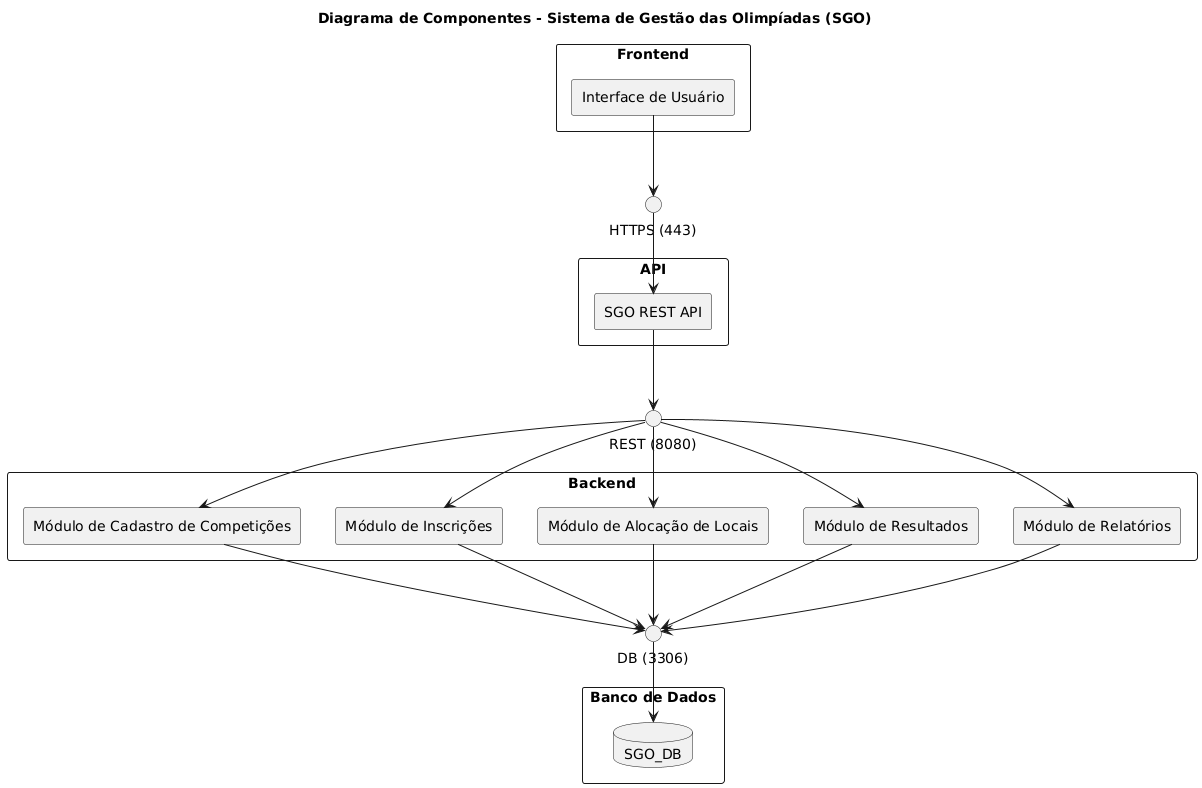 Diagrama de Componentes - Sistema de Gestão das Olimpíadas (SGO)
Frontend
Interface de Usuário
HTTPS (443)
API
SGO REST API
REST (8080)
Backend
Módulo de Cadastro de Competições
Módulo de Inscrições
Módulo de Alocação de Locais
Módulo de Resultados
Módulo de Relatórios
DB (3306)
Banco de Dados
SGO_DB